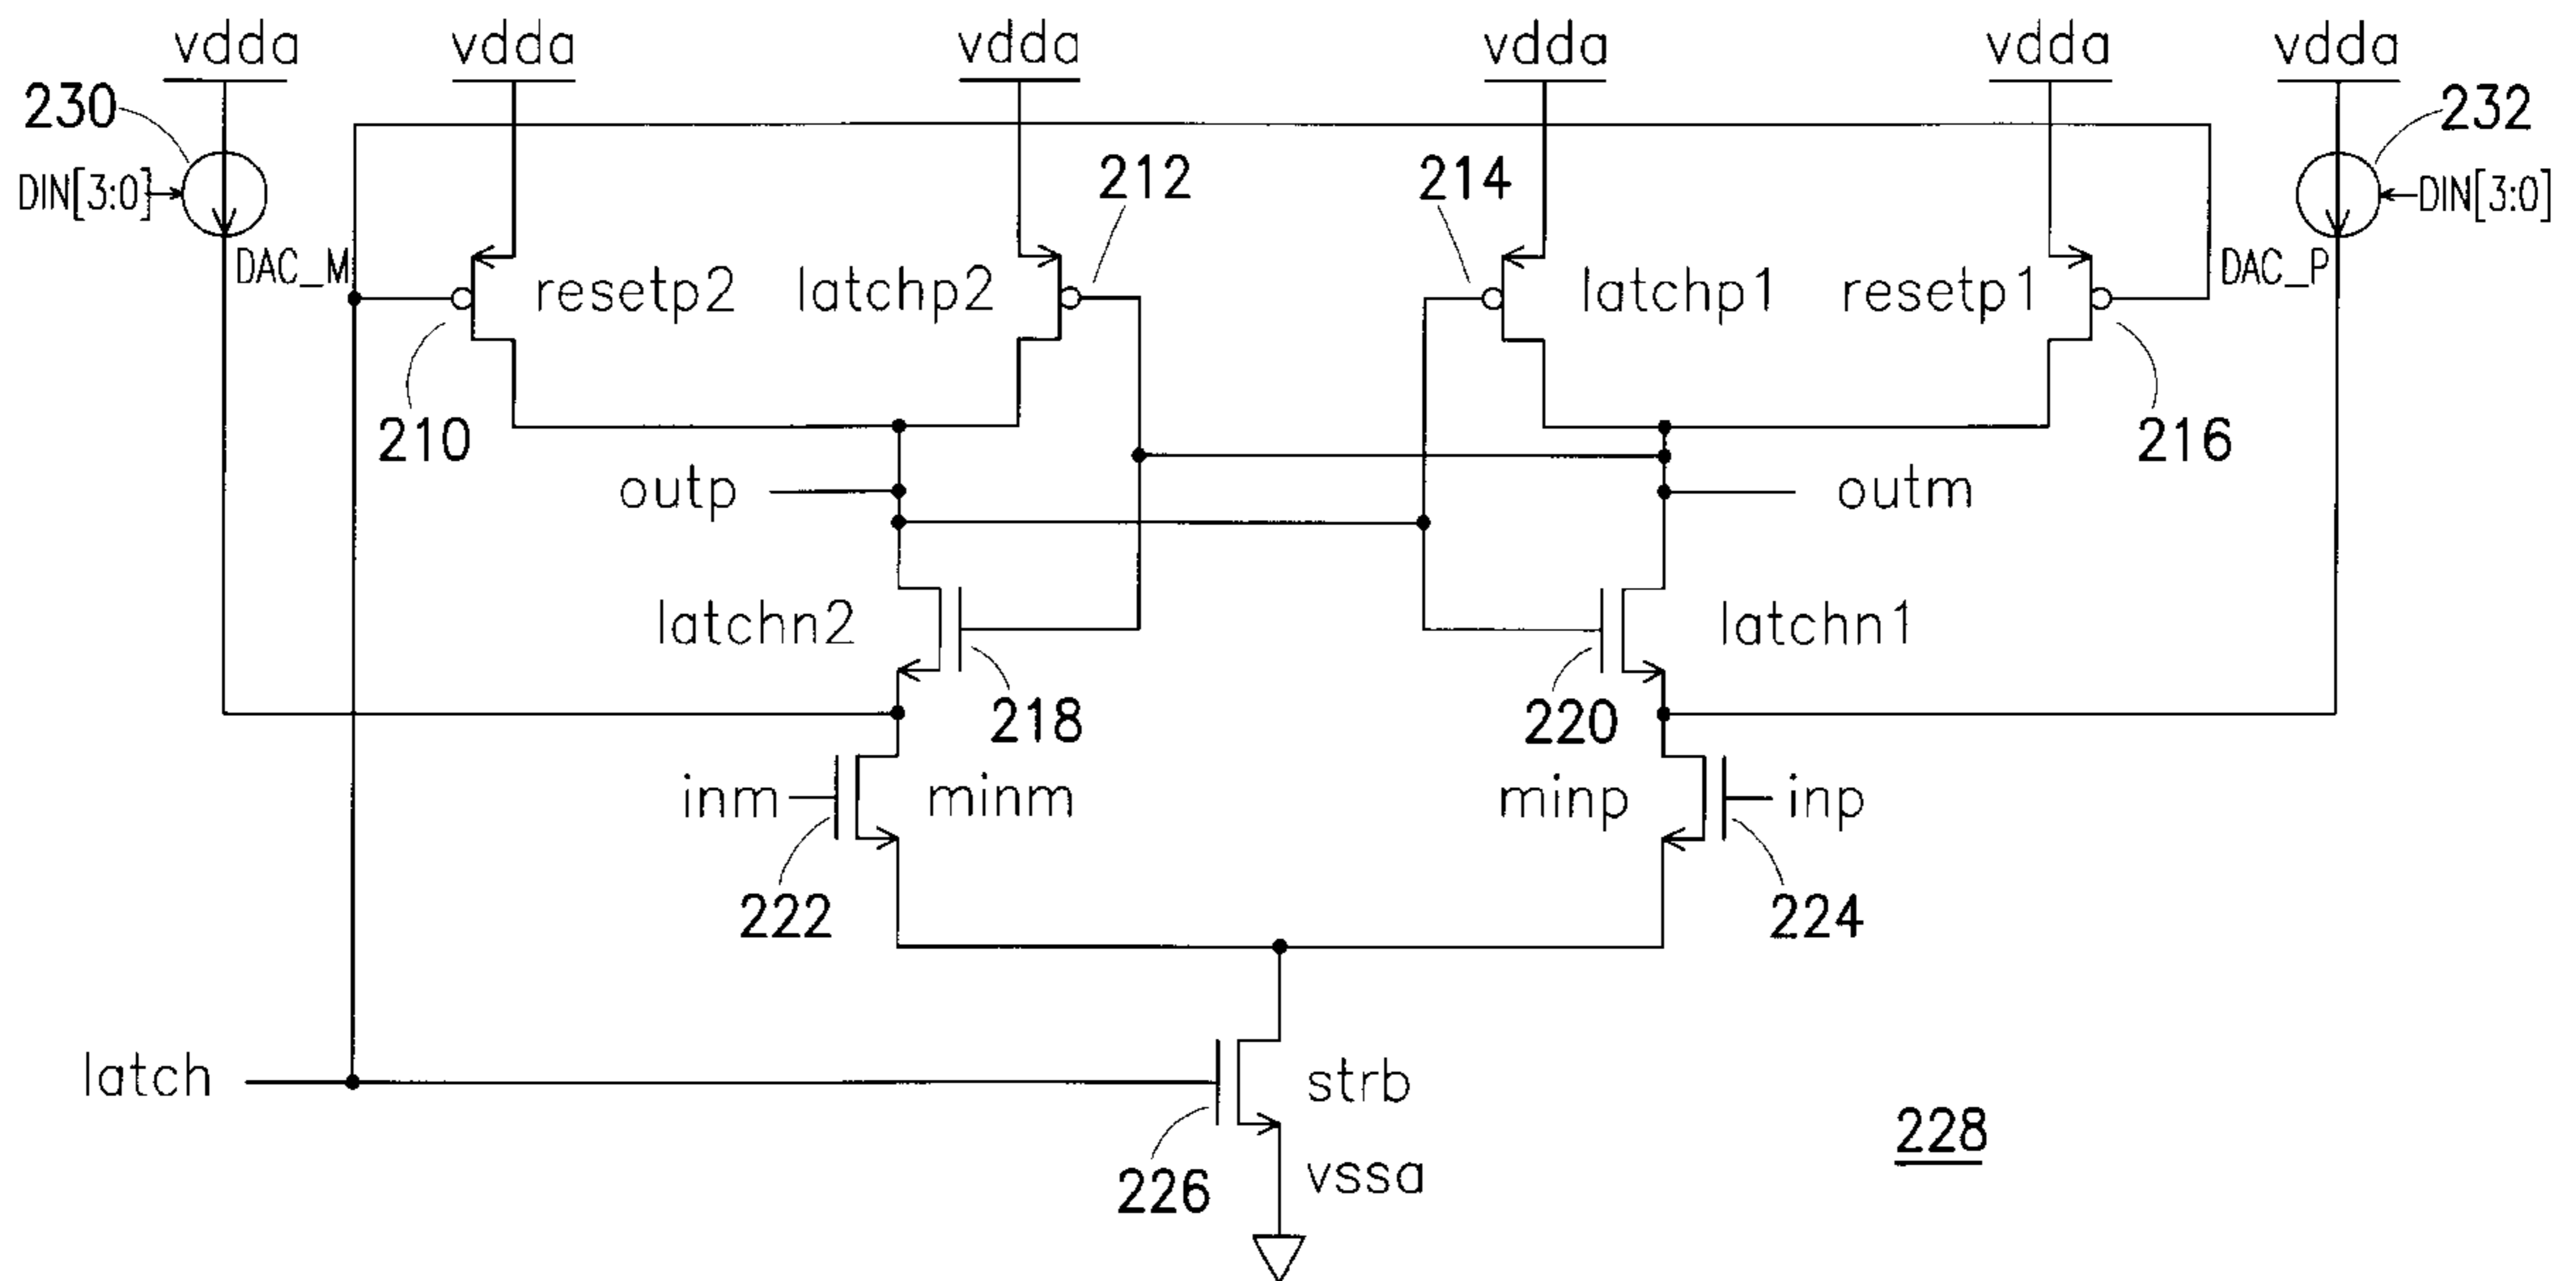 vdda vdda vdda vdda vdda vdda
230 232
212 214
DIN[3:0] DIN[3:0]
DAC_M DAC_P
resetp2 latchp2 latchp1 resetp1
210 216
outp outm
latchn2 latchn1
218 220
inm minm minp inp
222 224
latch strb
228
226 vssa